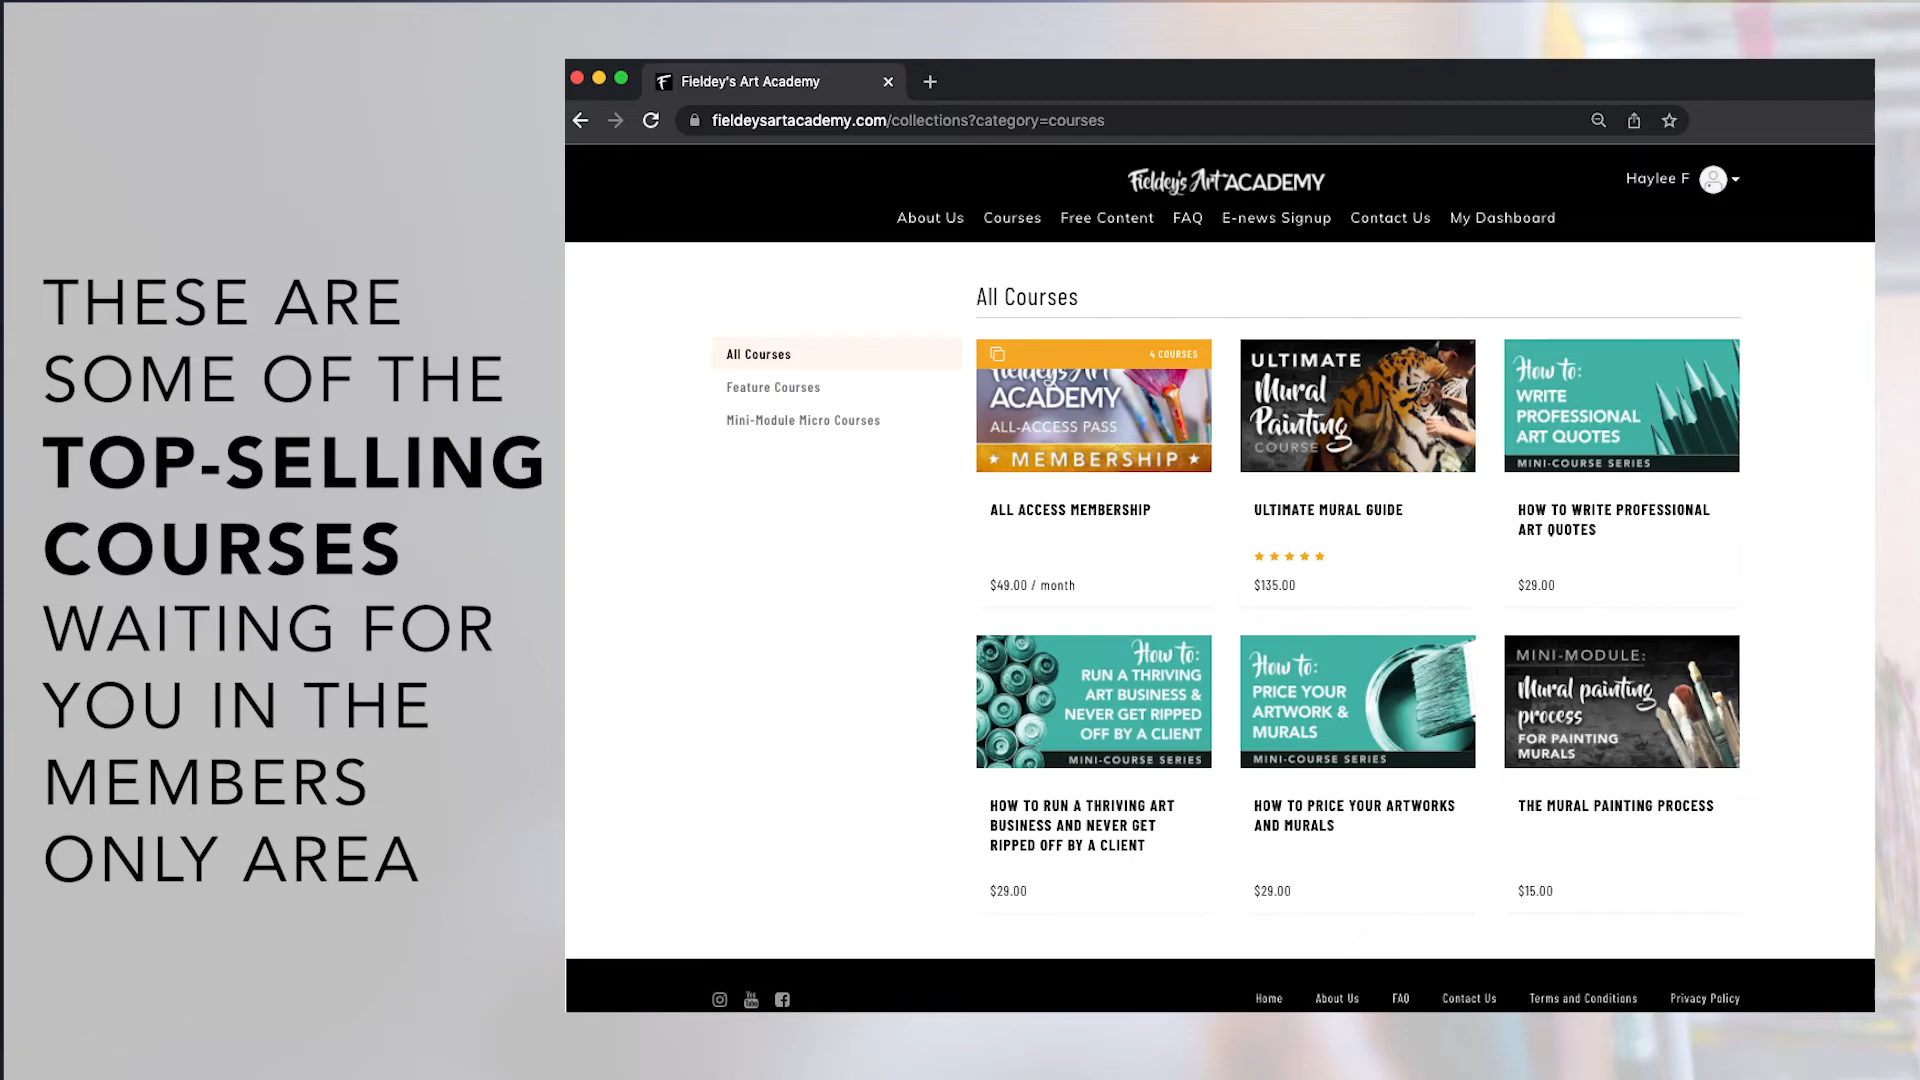 THESE ARE
SOME OF THE
TOP-SELLING
COURSES
WAITING FOR
YOU IN THE
MEMBERS
ONLY AREA
Fieldey's Art Academy
fieldeysartacademy.com/collections?category=courses
Fieldey's Art ACADEMY
Haylee F
About Us Courses Free Content FAQ E-news Signup Contact Us My Dashboard
All Courses
All Courses
Feature Courses
Mini-Module Micro Courses
4 COURSES
Fieldey's Art
ACADEMY
ALL-ACCESS PASS
★ MEMBERSHIP ★
ALL ACCESS MEMBERSHIP
$49.00 / month
ULTIMATE
Mural
Painting
COURSE
ULTIMATE MURAL GUIDE
$135.00
How to:
WRITE
PROFESSIONAL
ART QUOTES
MINI-COURSE SERIES
HOW TO WRITE PROFESSIONAL
ART QUOTES
$29.00
How to:
RUN A THRIVING
ART BUSINESS &
NEVER GET RIPPED
OFF BY A CLIENT
MINI-COURSE SERIES
HOW TO RUN A THRIVING ART
BUSINESS AND NEVER GET
RIPPED OFF BY A CLIENT
$29.00
How to:
PRICE YOUR
ARTWORK &
MURALS
MINI-COURSE SERIES
HOW TO PRICE YOUR ARTWORKS
AND MURALS
$29.00
MINI-MODULE:
Mural painting
process
FOR PAINTING
MURALS
THE MURAL PAINTING PROCESS
$15.00
You
Tube
Home About Us FAQ Contact Us Terms and Conditions Privacy Policy